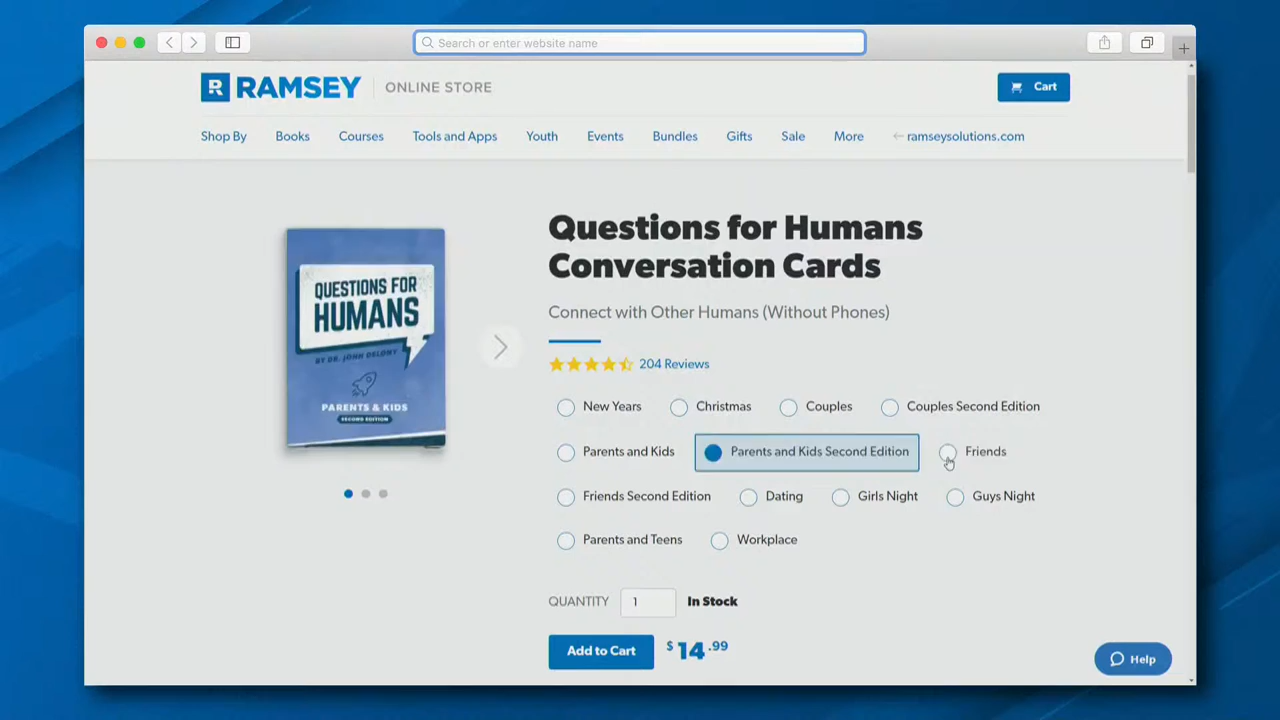 Search or enter website name
RAMSEY
ONLINE STORE
Cart
Shop By
Books
Courses
Tools and Apps
Youth
Events
Bundles
Gifts
Sale
More
← ramseysolutions.com
QUESTIONS FOR
HUMANS
BY DR. JOHN DELONY
PARENTS & KIDS
SECOND EDITION
Questions for Humans
Conversation Cards
Connect with Other Humans (Without Phones)
204 Reviews
New Years
Christmas
Couples
Couples Second Edition
Parents and Kids
Parents and Kids Second Edition
Friends
Friends Second Edition
Dating
Girls Night
Guys Night
Parents and Teens
Workplace
QUANTITY
1
In Stock
Add to Cart
$14.99
Help